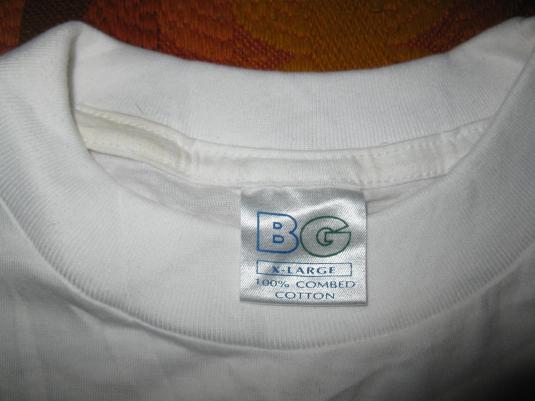 BG
X-LARGE
100% COMBED
COTTON